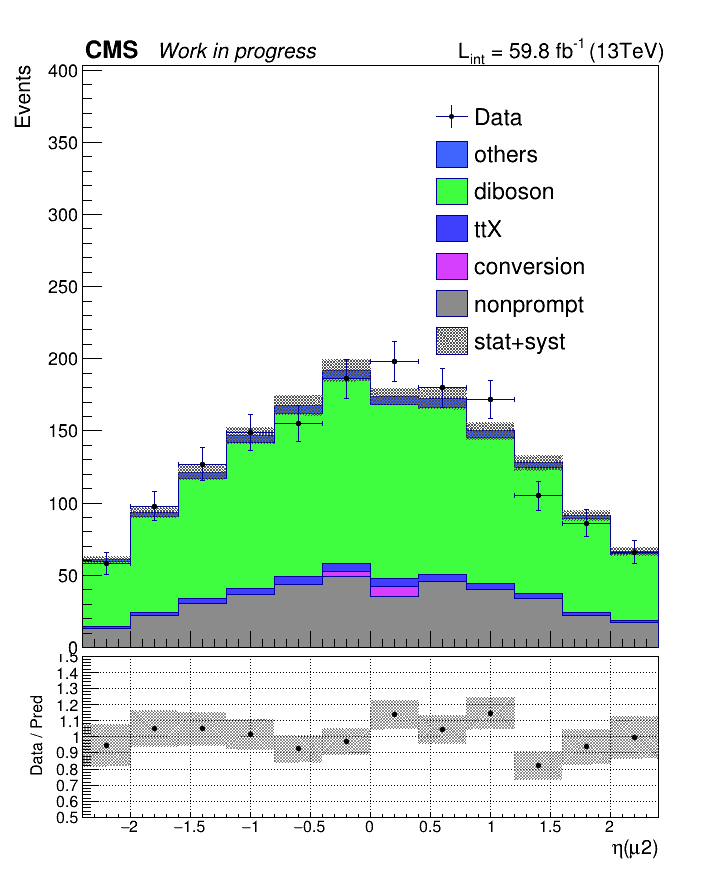 CMS Work in progress L_int = 59.8 fb⁻¹ (13TeV)
Events
400
350
300
250
200
150
100
50
0
Data
others
diboson
ttX
conversion
nonprompt
stat+syst
Data / Pred
1.5
1.4
1.3
1.2
1.1
1
0.9
0.8
0.7
0.6
0.5
−2 −1.5 −1 −0.5 0 0.5 1 1.5 2
η(μ2)